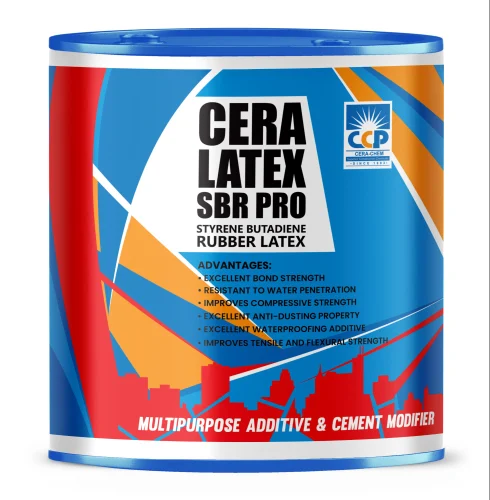 CERA
LATEX
SBR PRO
STYRENE BUTADIENE
RUBBER LATEX
CCP
CERA-CHEM
ADVANTAGES:
• EXCELLENT BOND STRENGTH
• RESISTANT TO WATER PENETRATION
• IMPROVES COMPRESSIVE STRENGTH
• EXCELLENT ANTI-DUSTING PROPERTY
• EXCELLENT WATERPROOFING ADDITIVE
• IMPROVES TENSILE AND FLEXURAL STRENGTH
MULTIPURPOSE ADDITIVE & CEMENT MODIFIER